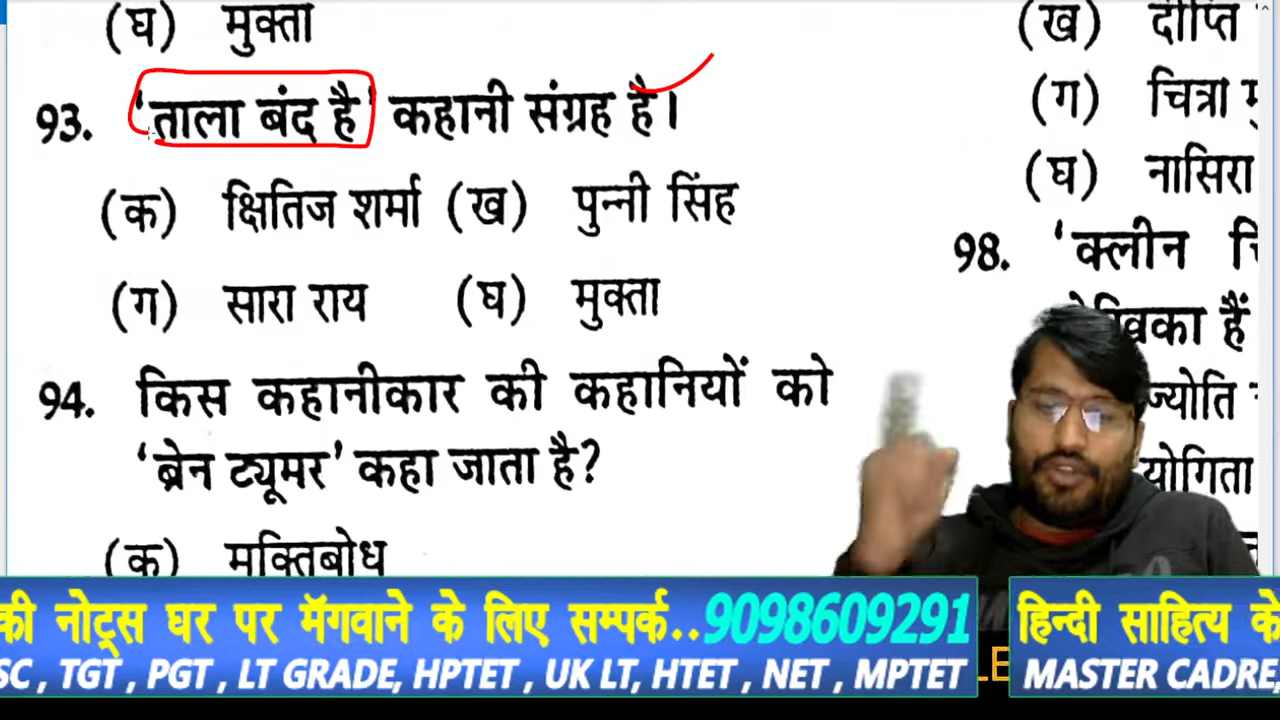 (घ) मुक्ता
93. 'ताला बंद है' कहानी संग्रह है।
(क) क्षितिज शर्मा (ख) पुन्नी सिंह
(ग) सारा राय (घ) मुक्ता
94. किस कहानीकार की कहानियों को
'ब्रेन ट्यूमर' कहा जाता है?
(क) मुक्तिबोध
(ख) दीप्ति
(ग) चित्रा
(घ) नासिरा
98. 'क्लीन
हैं
ज्योति
योगिता
की नोट्स घर पर मॅगवाने के लिए सम्पर्क..9098609291
SC , TGT , PGT , LT GRADE, HPTET , UK LT, HTET , NET , MPTET
हिन्दी साहित्य के
MASTER CADRE,